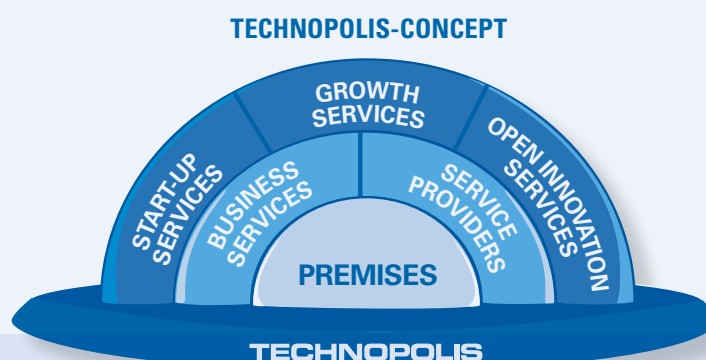 TECHNOPOLIS-CONCEPT
GROWTH
SERVICES
START-UP
SERVICES
OPEN INNOVATION
SERVICES
BUSINESS
SERVICES
SERVICE
PROVIDERS
PREMISES
TECHNOPOLIS